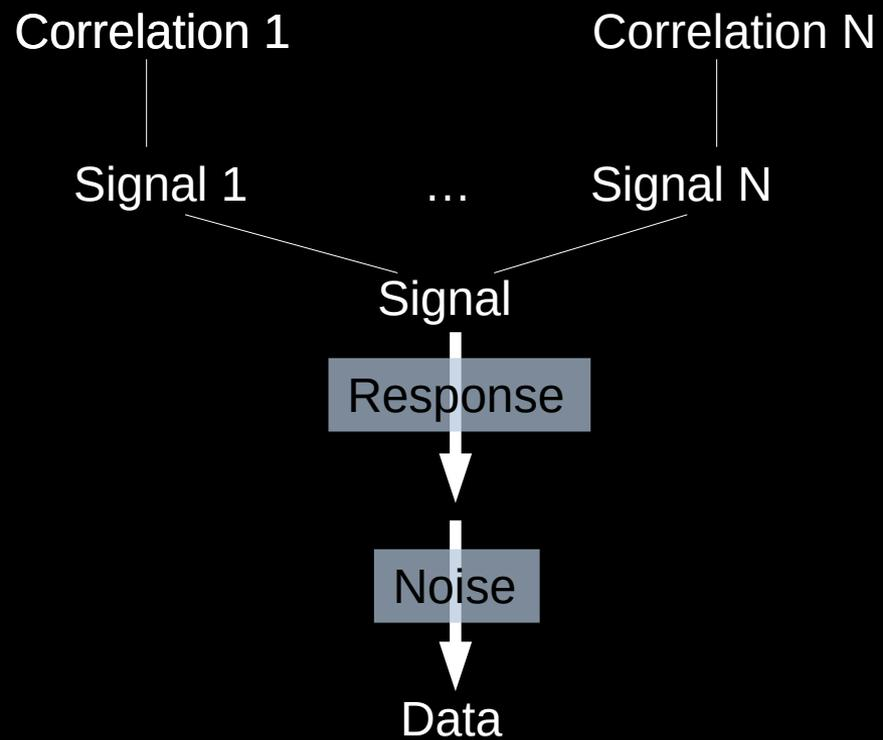 Correlation 1 Correlation N
Signal 1 … Signal N
Signal
Response
Noise
Data